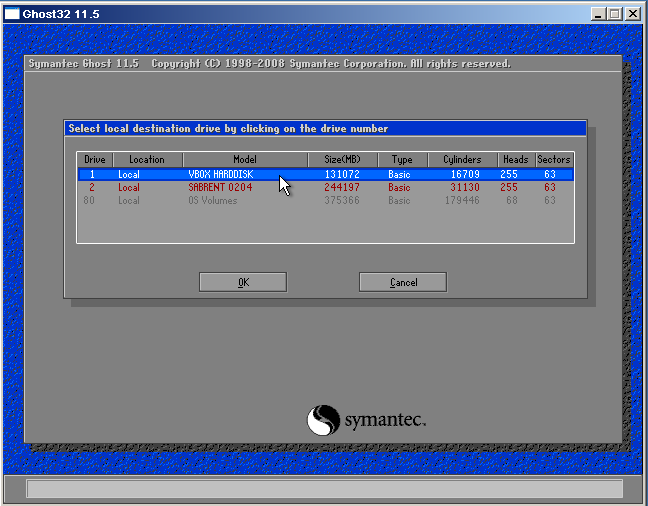 Ghost32 11.5
Symantec Ghost 11.5 Copyright (C) 1998-2008 Symantec Corporation. All rights reserved.
Select local destination drive by clicking on the drive number
Drive Location Model Size(MB) Type Cylinders Heads Sectors
1 Local VBOX HARDDISK 131072 Basic 16709 255 63
2 Local SABRENT 0204 244197 Basic 31130 255 63
80 Local OS Volumes 375366 Basic 179446 68 63
OK Cancel
symantec.